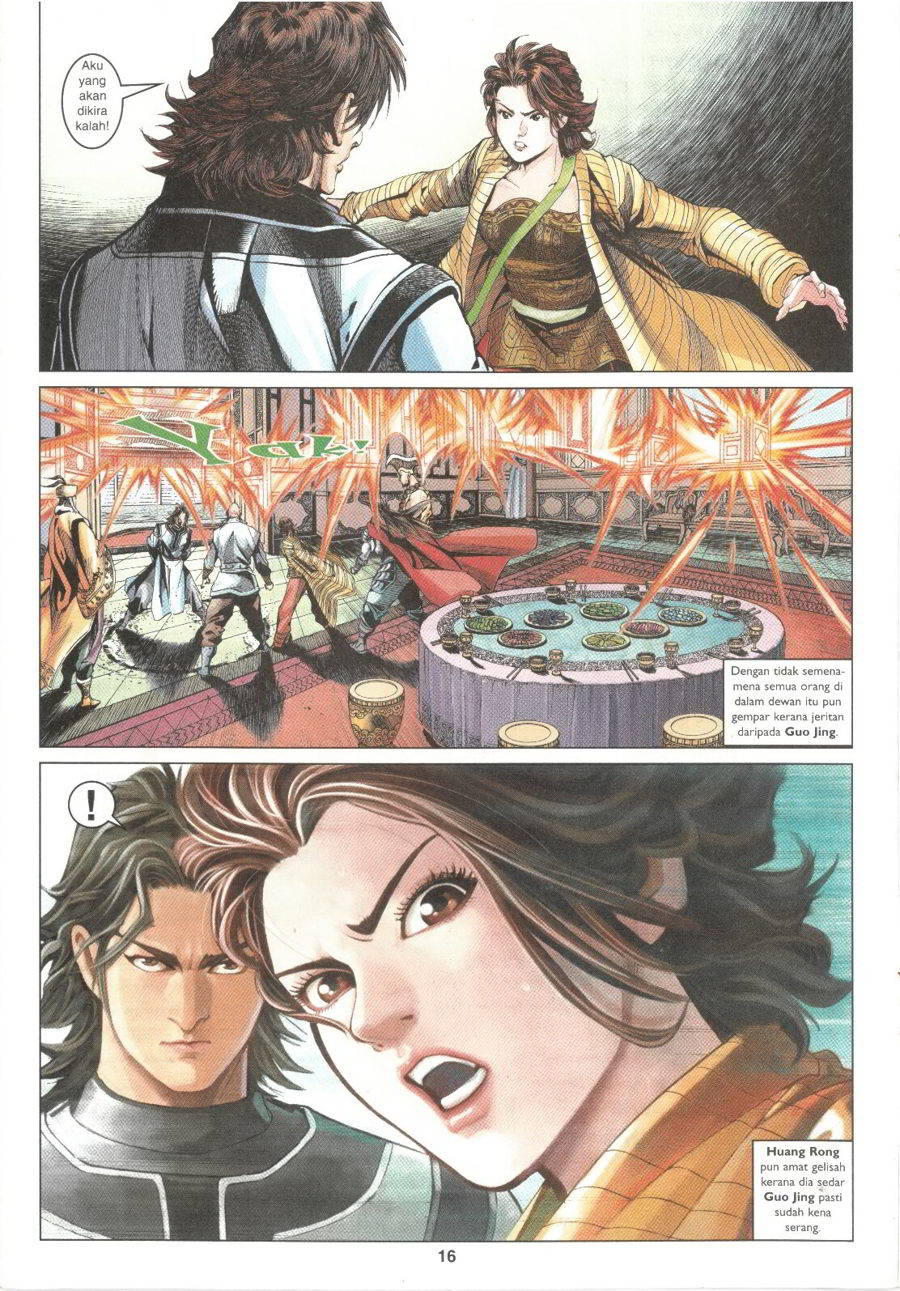 Aku
yang
akan
dikira
kalah!
Yak!
Dengan tidak semena-
mena semua orang di
dalam dewan itu pun
gempar kerana jeritan
daripada Guo Jing.
!
Huang Rong
pun amat gelisah
kerana dia sedar
Guo Jing pasti
sudah kena
serang.
16